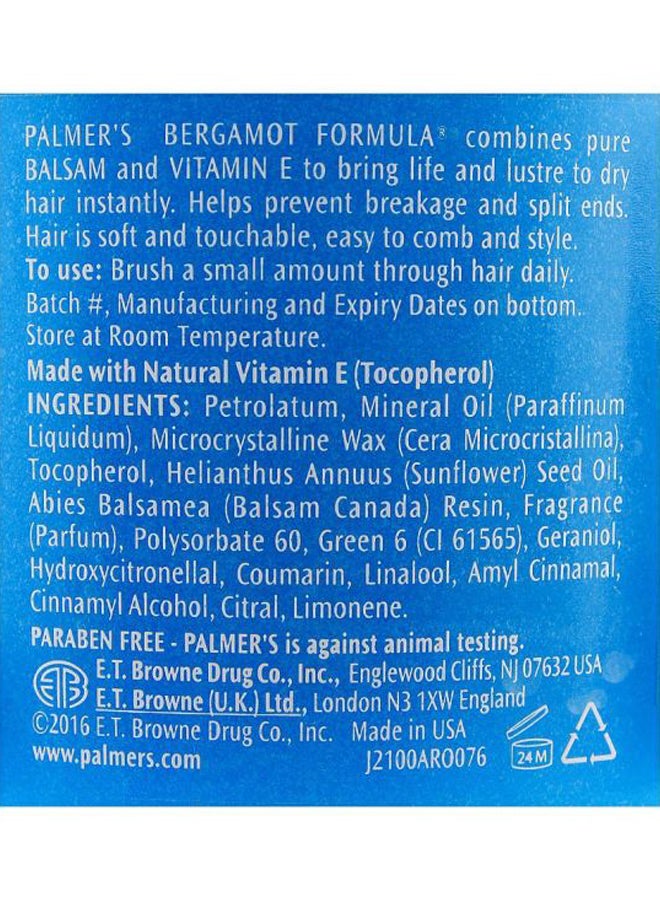 PALMER'S BERGAMOT FORMULA® combines pure
BALSAM and VITAMIN E to bring life and lustre to dry
hair instantly. Helps prevent breakage and split ends.
Hair is soft and touchable, easy to comb and style.
To use: Brush a small amount through hair daily.
Batch #, Manufacturing and Expiry Dates on bottom.
Store at Room Temperature.
Made with Natural Vitamin E (Tocopherol)
INGREDIENTS: Petrolatum, Mineral Oil (Paraffinum
Liquidum), Microcrystalline Wax (Cera Microcristallina),
Tocopherol, Helianthus Annuus (Sunflower) Seed Oil,
Abies Balsamea (Balsam Canada) Resin, Fragrance
(Parfum), Polysorbate 60, Green 6 (CI 61565), Geraniol,
Hydroxycitronellal, Coumarin, Linalool, Amyl Cinnamal,
Cinnamyl Alcohol, Citral, Limonene.
PARABEN FREE - PALMER'S is against animal testing.
ETB E.T. Browne Drug Co., Inc., Englewood Cliffs, NJ 07632 USA
E.T. Browne (U.K.) Ltd., London N3 1XW England
©2016 E.T. Browne Drug Co., Inc. Made in USA
www.palmers.com J2100ARO076 24 M